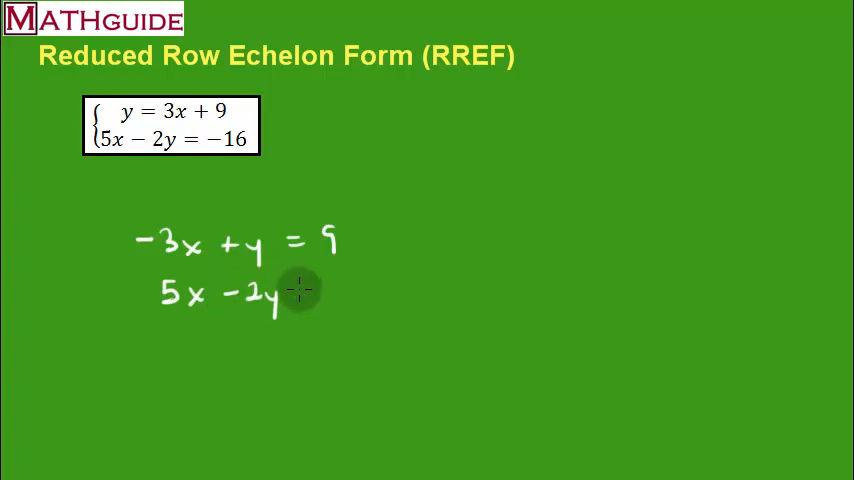 MATHGUIDE
Reduced Row Echelon Form (RREF)
y = 3x + 9
5x − 2y = −16
-3x + y = 9
5x - 2y